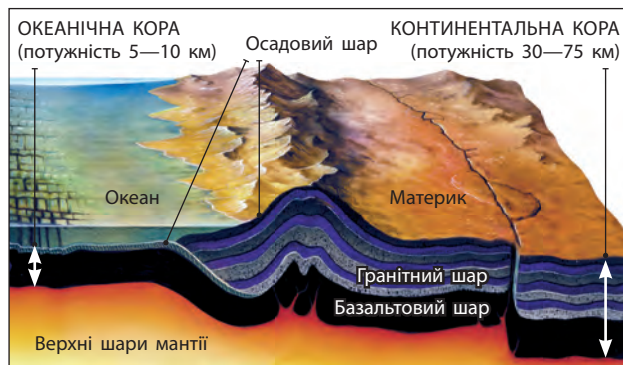 ОКЕАНІЧНА КОРА
(потужність 5—10 км)
Осадовий шар
КОНТИНЕНТАЛЬНА КОРА
(потужність 30—75 км)
Океан
Материк
Гранітний шар
Базальтовий шар
Верхні шари мантії